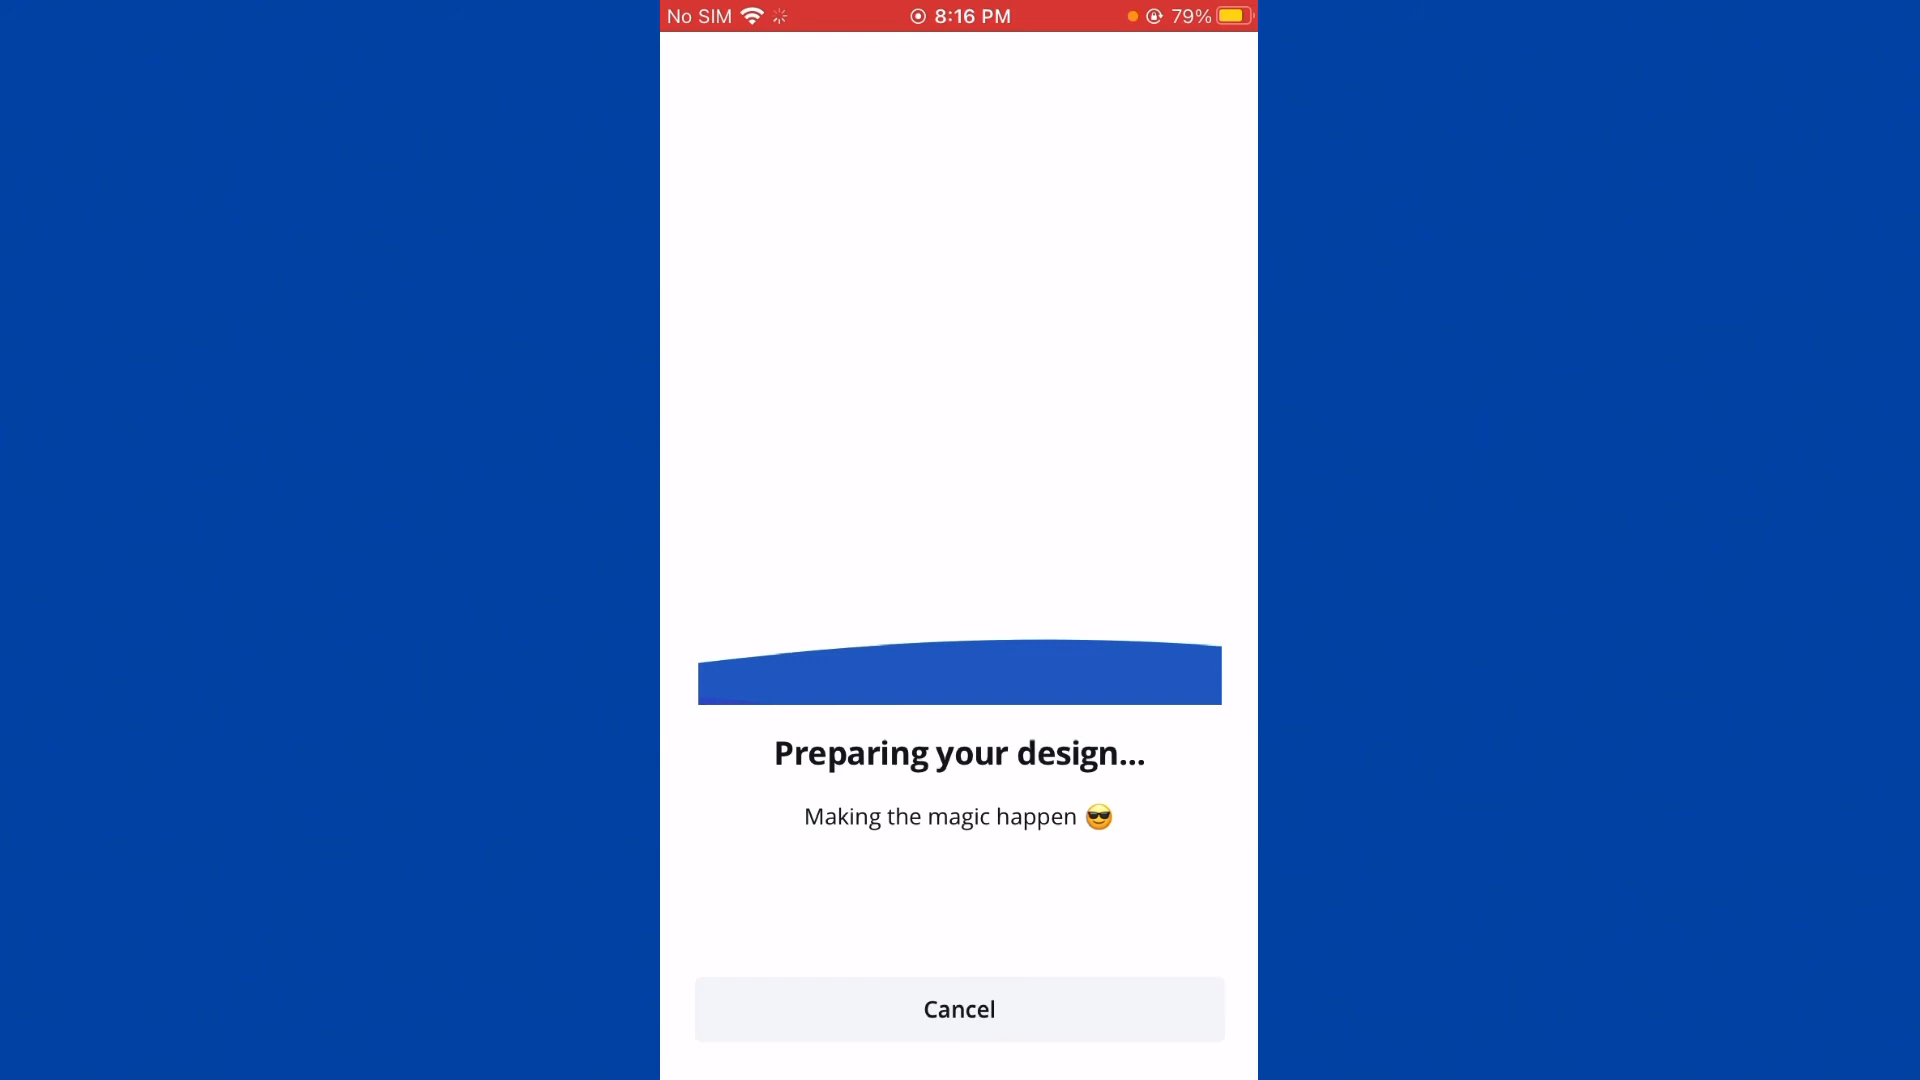 No SIM 8:16 PM 79%
Preparing your design...
Making the magic happen 😎
Cancel